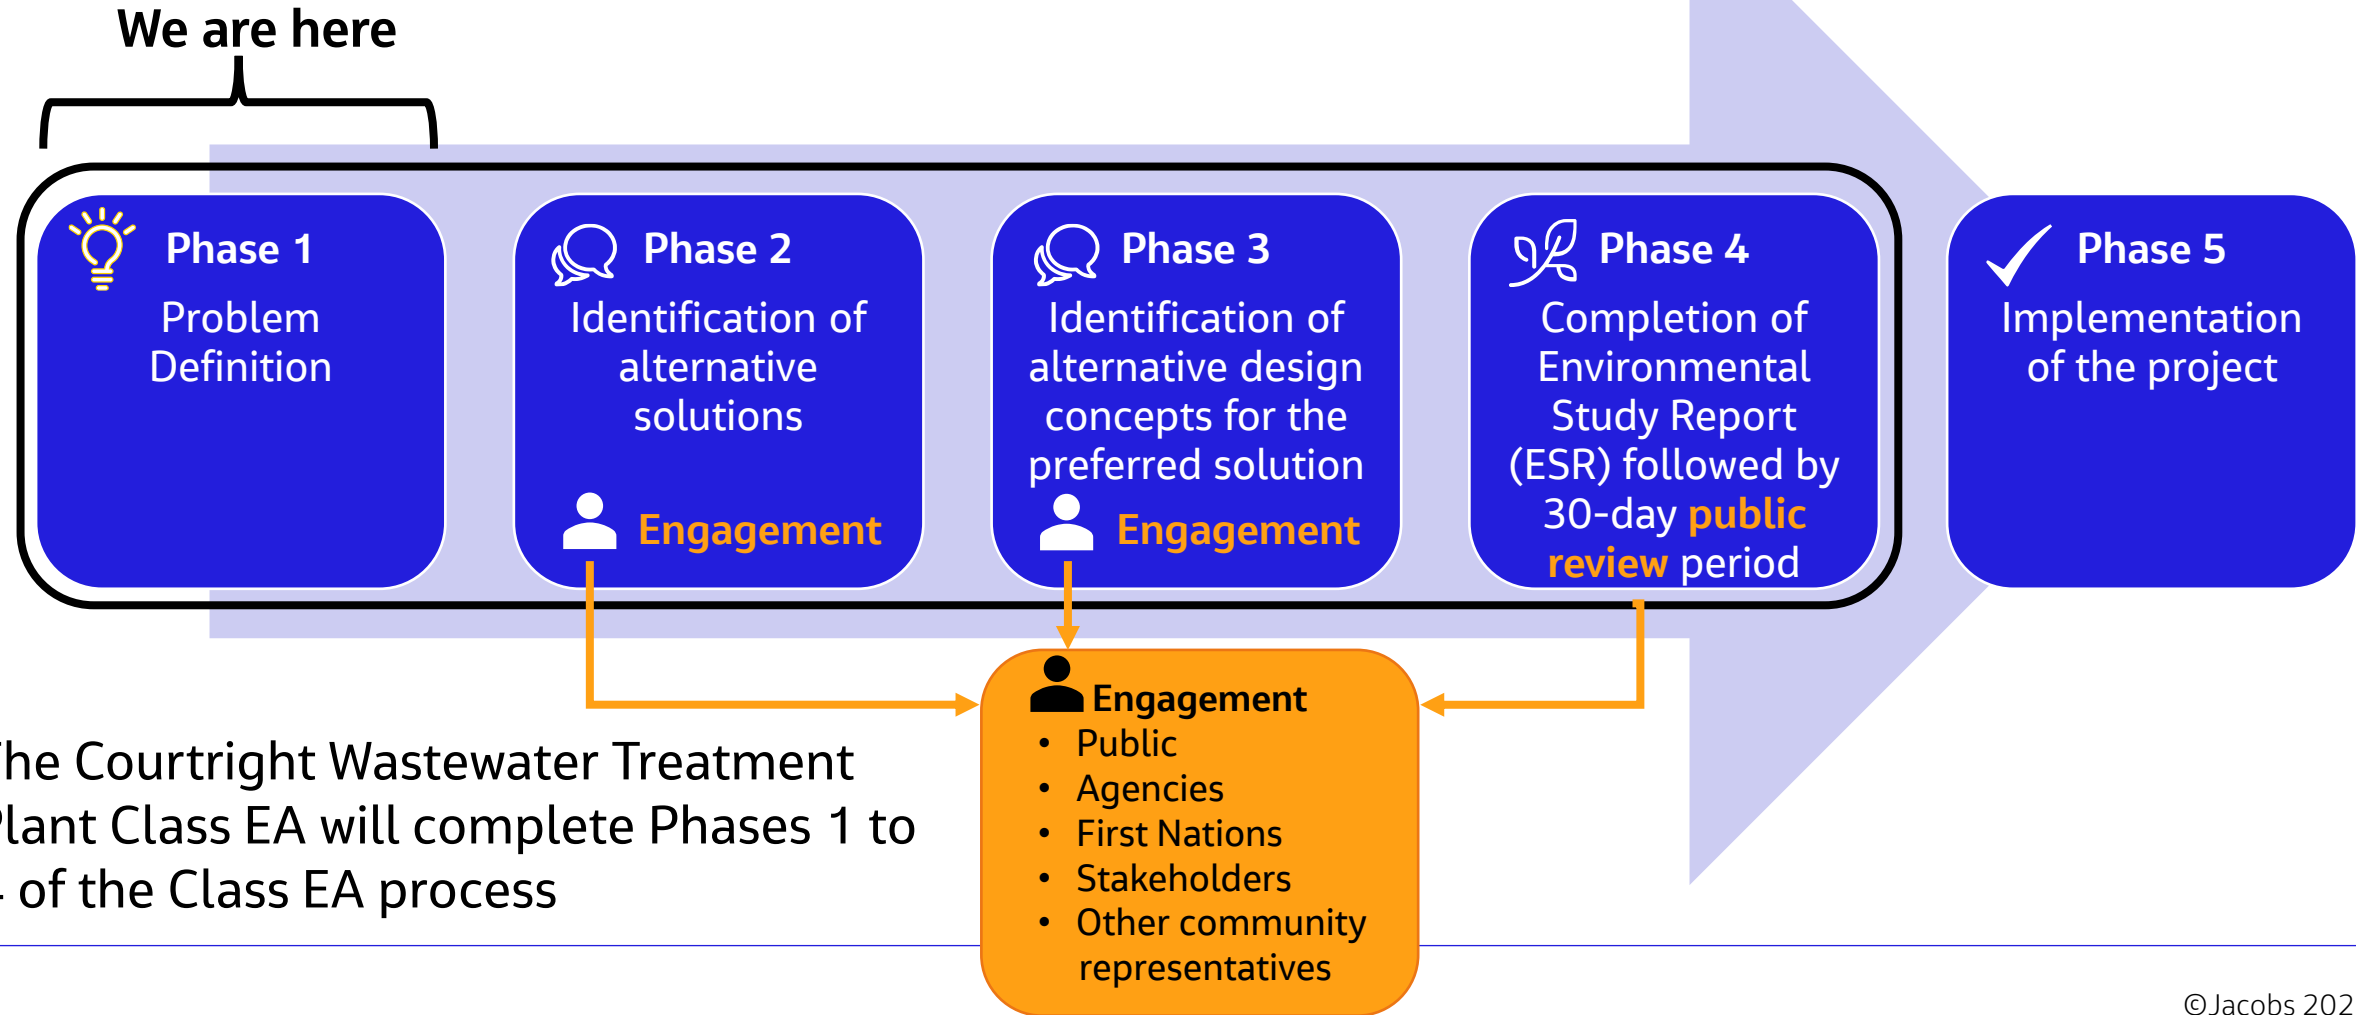 We are here
Phase 1
Problem
Definition
Phase 2
Identification of
alternative
solutions
Engagement
Phase 3
Identification of
alternative design
concepts for the
preferred solution
Engagement
Phase 4
Completion of
Environmental
Study Report
(ESR) followed by
30-day public
review period
Phase 5
Implementation
of the project
Engagement
• Public
• Agencies
• First Nations
• Stakeholders
• Other community
representatives
The Courtright Wastewater Treatment
Plant Class EA will complete Phases 1 to
of the Class EA process
©Jacobs 202